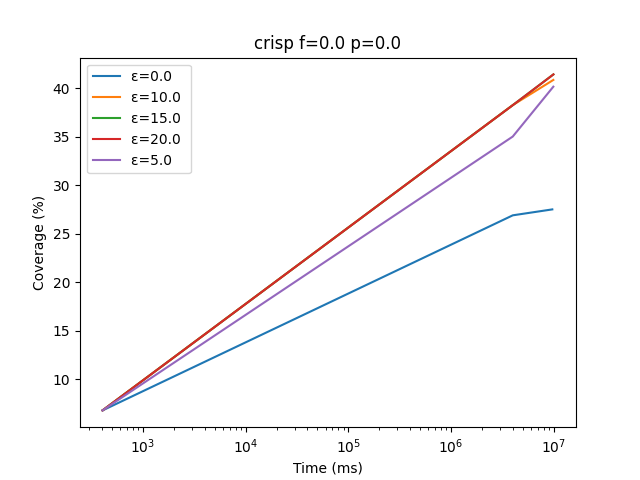 crisp f=0.0 p=0.0
ε=0.0
ε=10.0
ε=15.0
ε=20.0
ε=5.0
Coverage (%)
40
35
30
25
20
15
10
10³ 10⁴ 10⁵ 10⁶ 10⁷
Time (ms)